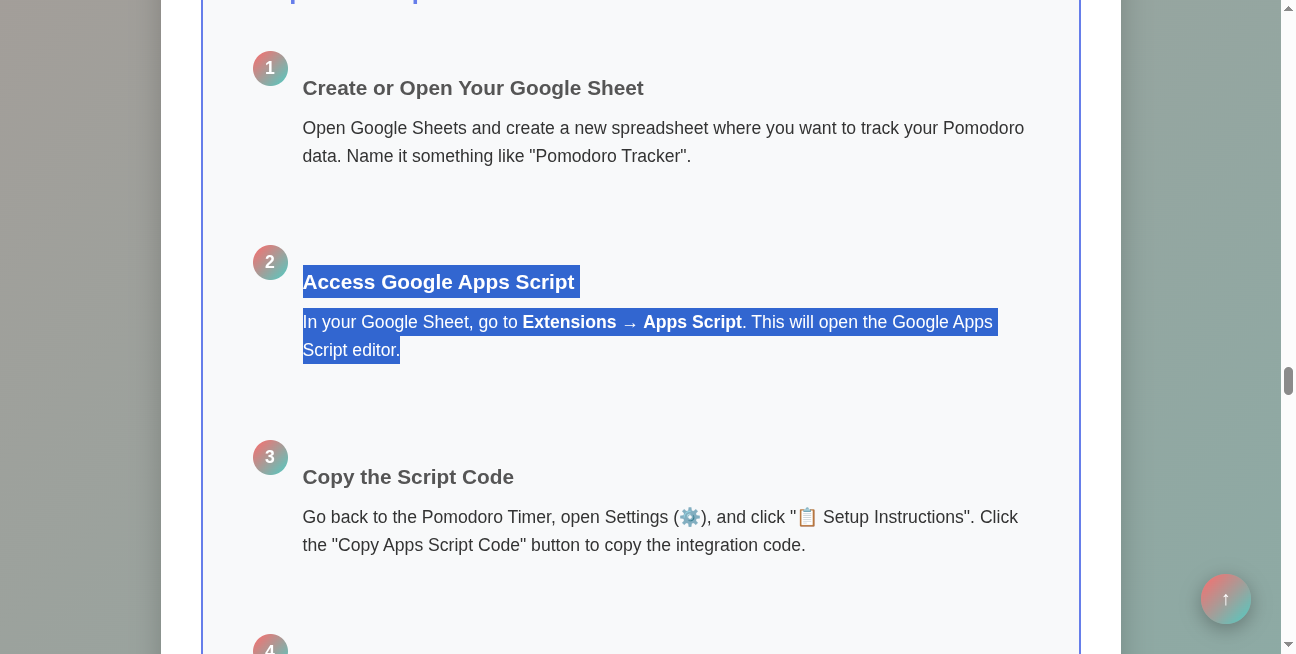 1
Create or Open Your Google Sheet
Open Google Sheets and create a new spreadsheet where you want to track your Pomodoro
data. Name it something like "Pomodoro Tracker".
2
Access Google Apps Script
In your Google Sheet, go to Extensions → Apps Script. This will open the Google Apps
Script editor.
3
Copy the Script Code
Go back to the Pomodoro Timer, open Settings (⚙️), and click "📋 Setup Instructions". Click
the "Copy Apps Script Code" button to copy the integration code.
4
↑